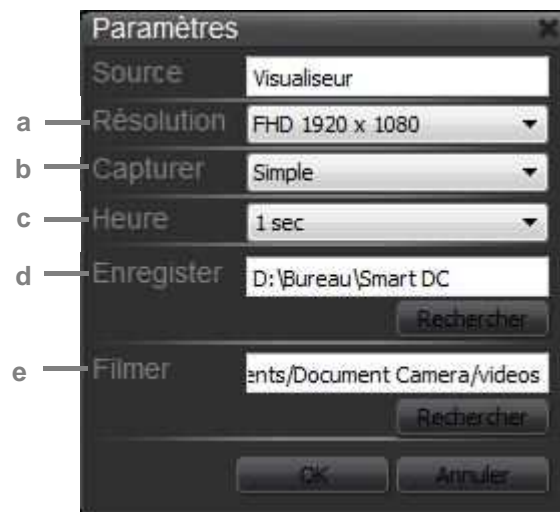 Paramètres
Source Visualiseur
a Résolution FHD 1920 x 1080
b Capturer Simple
c Heure 1 sec
d Enregister D:\Bureau\Smart DC
Rechercher
e Filmer ents/Document Camera/videos
Rechercher
OK Annuler